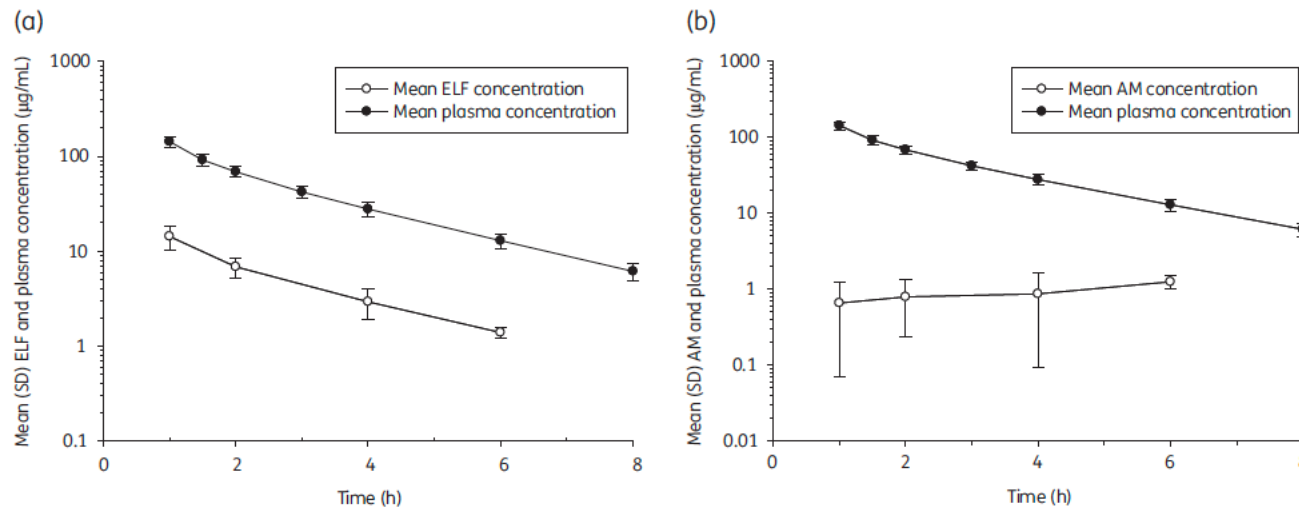 (a)
1000
100
10
1
0.1
Mean (SD) ELF and plasma concentration (µg/mL)
Mean ELF concentration
Mean plasma concentration
0 2 4 6 8
Time (h)
(b)
1000
100
10
1
0.1
0.01
Mean (SD) AM and plasma concentration (µg/mL)
Mean AM concentration
Mean plasma concentration
0 2 4 6
Time (h)